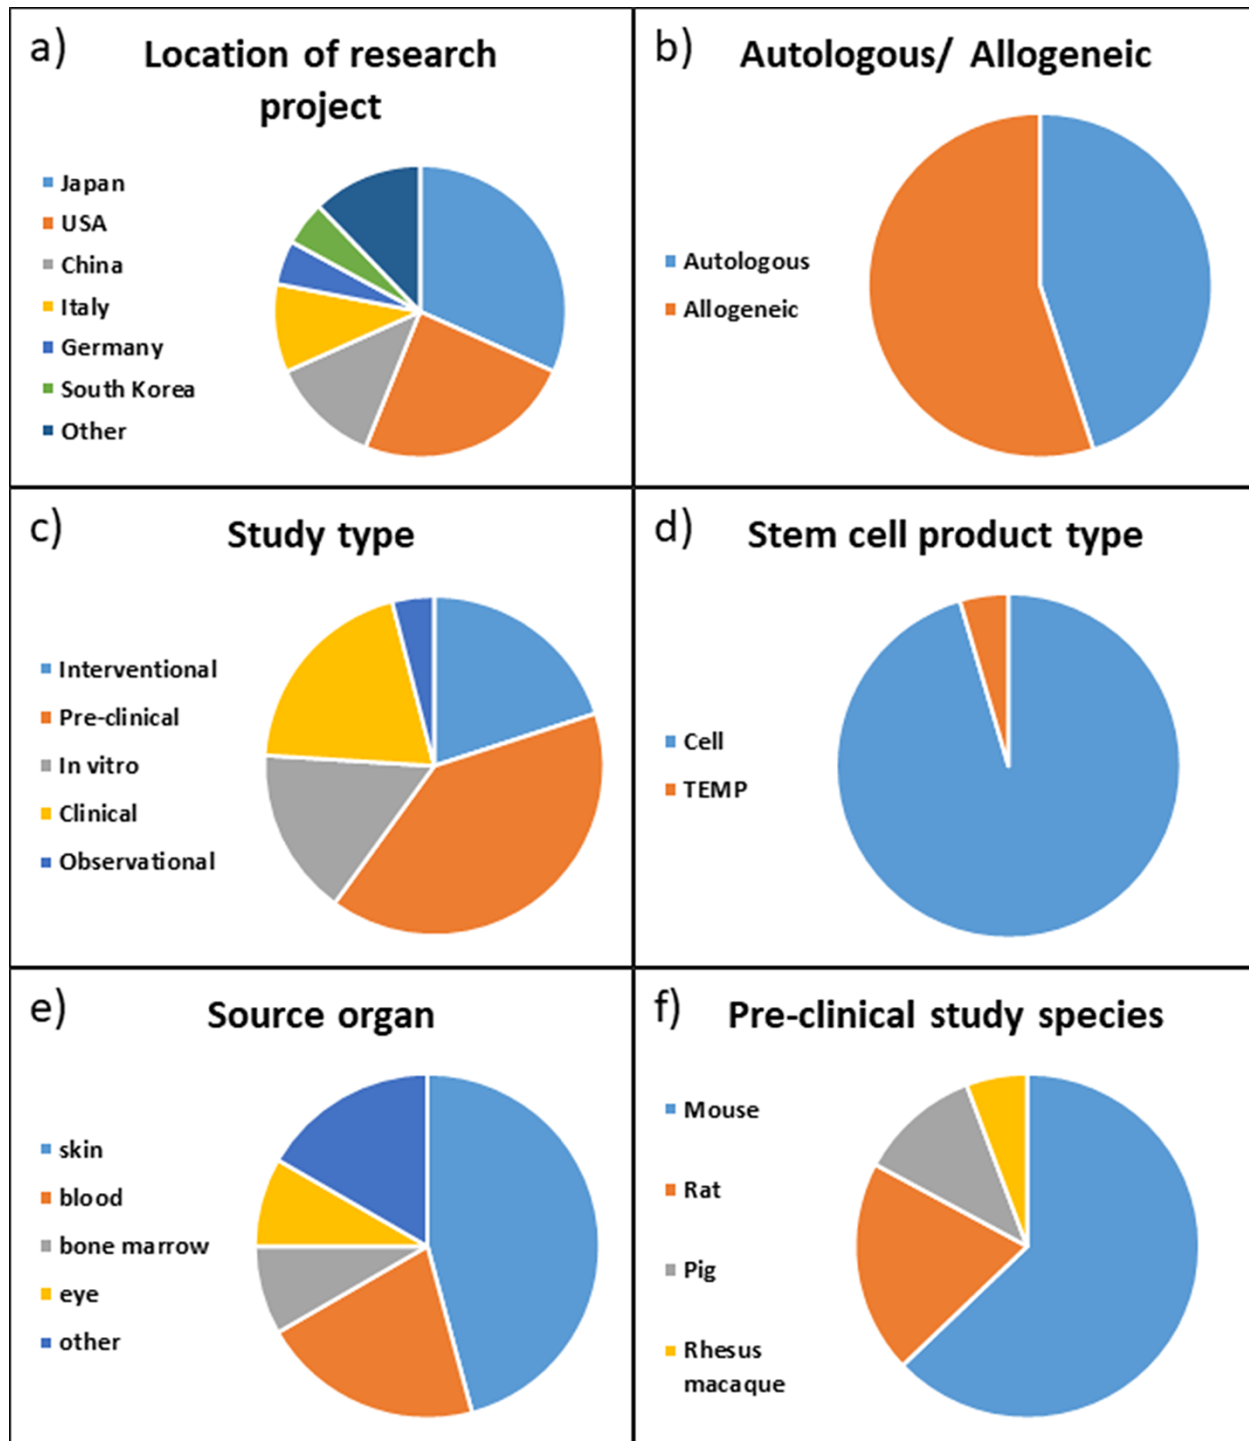 a)
Location of research
project
Japan
USA
China
Italy
Germany
South Korea
Other
b)
Autologous/ Allogeneic
Autologous
Allogeneic
c)
Study type
Interventional
Pre-clinical
In vitro
Clinical
Observational
d)
Stem cell product type
Cell
TEMP
e)
Source organ
skin
blood
bone marrow
eye
other
f)
Pre-clinical study species
Mouse
Rat
Pig
Rhesus
macaque